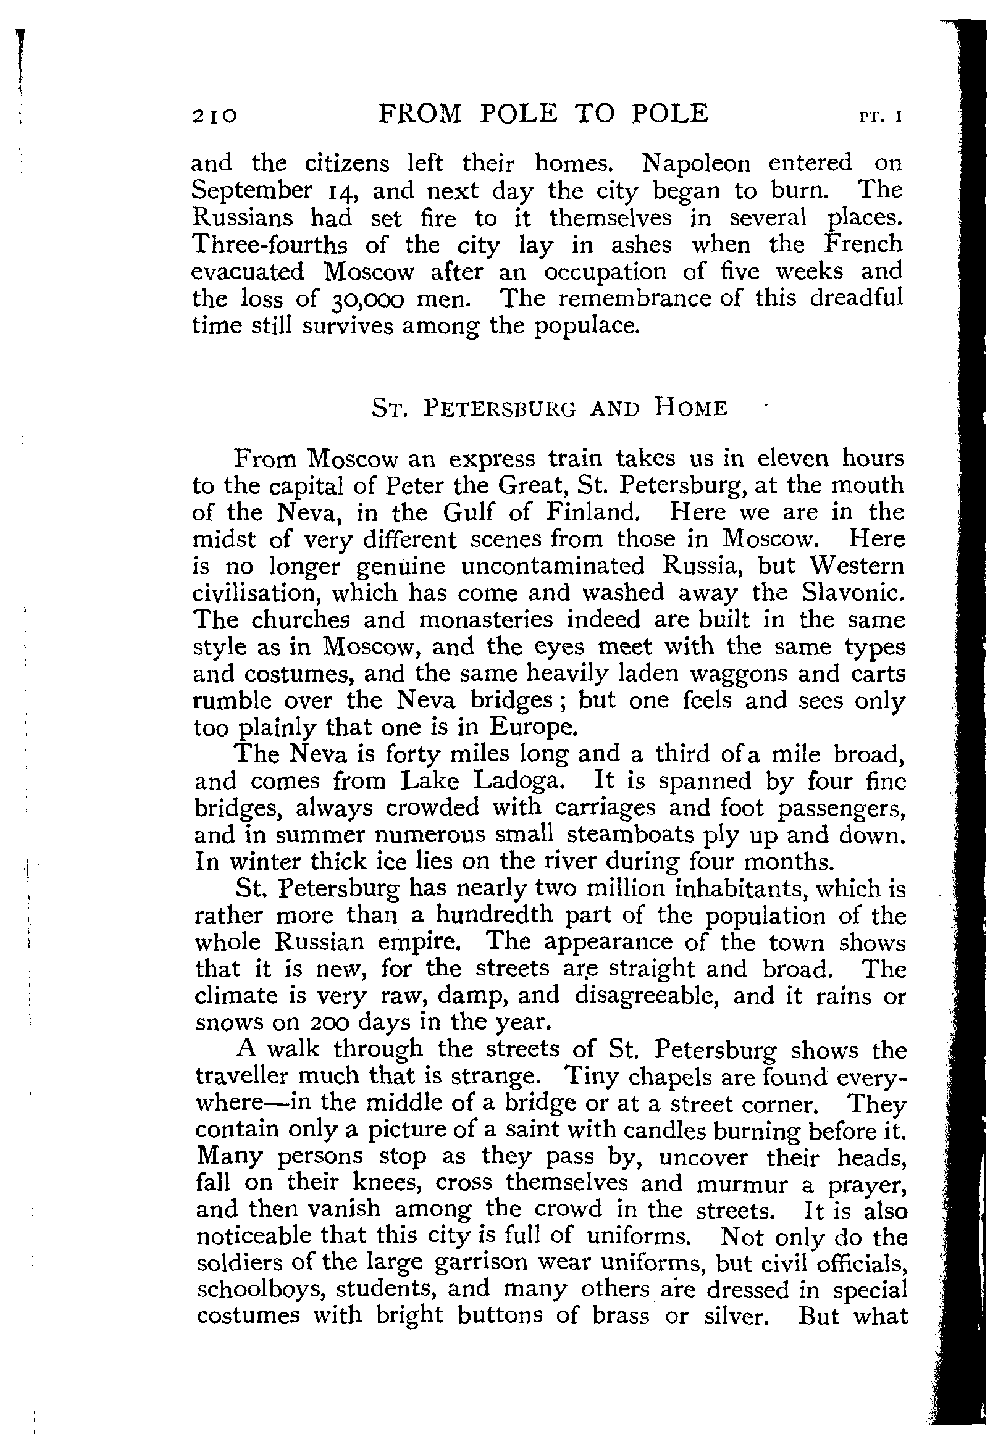 210 FROM POLE TO POLE PT. I
and the citizens left their homes. Napoleon entered on
September 14, and next day the city began to burn. The
Russians had set fire to it themselves in several places.
Three-fourths of the city lay in ashes when the French
evacuated Moscow after an occupation of five weeks and
the loss of 30,000 men. The remembrance of this dreadful
time still survives among the populace.
ST. PETERSBURG AND HOME
From Moscow an express train takes us in eleven hours
to the capital of Peter the Great, St. Petersburg, at the mouth
of the Neva, in the Gulf of Finland. Here we are in the
midst of very different scenes from those in Moscow. Here
is no longer genuine uncontaminated Russia, but Western
civilisation, which has come and washed away the Slavonic.
The churches and monasteries indeed are built in the same
style as in Moscow, and the eyes meet with the same types
and costumes, and the same heavily laden waggons and carts
rumble over the Neva bridges; but one feels and sees only
too plainly that one is in Europe.
The Neva is forty miles long and a third of a mile broad,
and comes from Lake Ladoga. It is spanned by four fine
bridges, always crowded with carriages and foot passengers,
and in summer numerous small steamboats ply up and down.
In winter thick ice lies on the river during four months.
St. Petersburg has nearly two million inhabitants, which is
rather more than a hundredth part of the population of the
whole Russian empire. The appearance of the town shows
that it is new, for the streets are straight and broad. The
climate is very raw, damp, and disagreeable, and it rains or
snows on 200 days in the year.
A walk through the streets of St. Petersburg shows the
traveller much that is strange. Tiny chapels are found every-
where—in the middle of a bridge or at a street corner. They
contain only a picture of a saint with candles burning before it.
Many persons stop as they pass by, uncover their heads,
fall on their knees, cross themselves and murmur a prayer,
and then vanish among the crowd in the streets. It is also
noticeable that this city is full of uniforms. Not only do the
soldiers of the large garrison wear uniforms, but civil officials,
schoolboys, students, and many others are dressed in special
costumes with bright buttons of brass or silver. But what